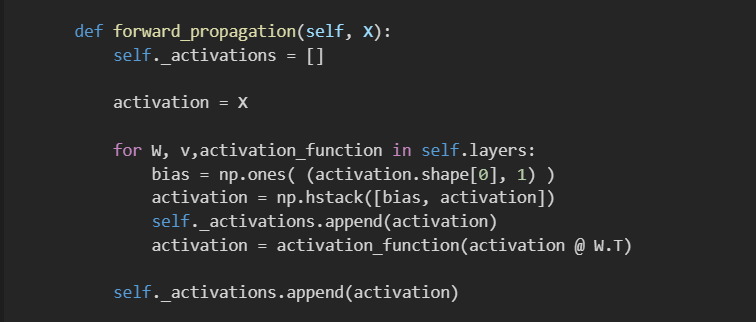 def forward_propagation(self, X):
self._activations = []
activation = X
for W, v,activation_function in self.layers:
bias = np.ones( (activation.shape[0], 1) )
activation = np.hstack([bias, activation])
self._activations.append(activation)
activation = activation_function(activation @ W.T)
self._activations.append(activation)